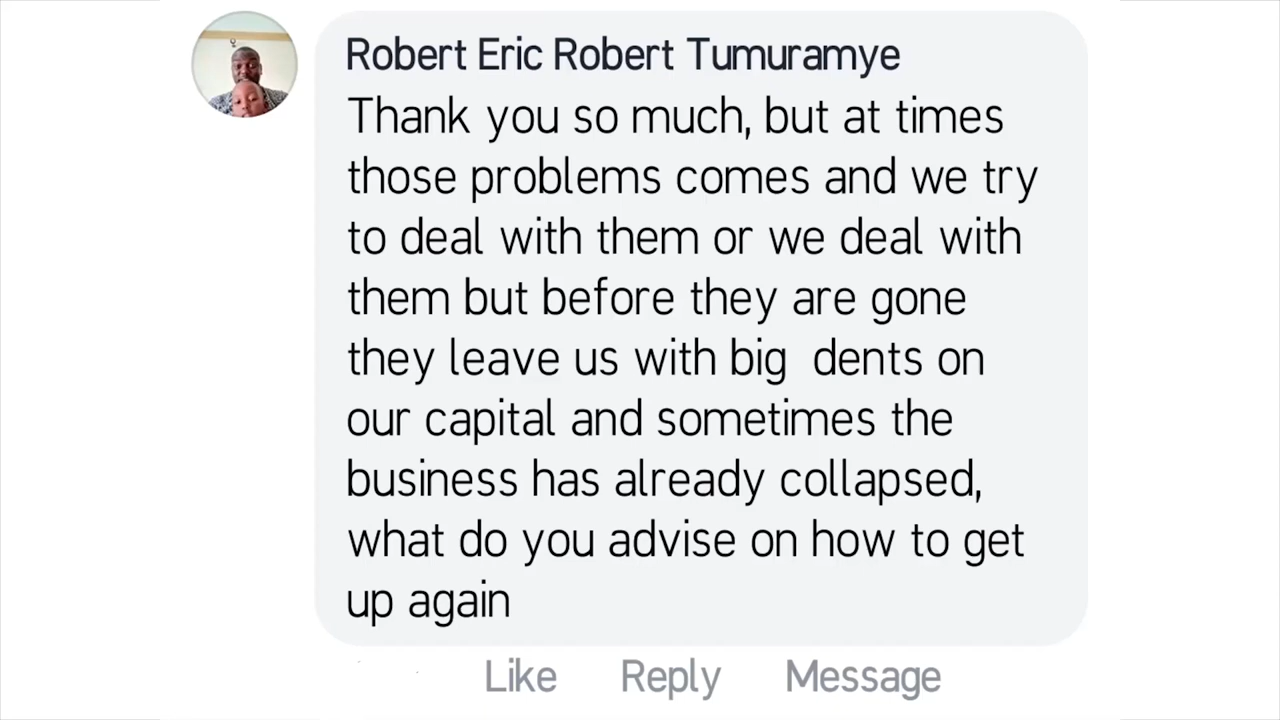 Robert Eric Robert Tumuramye
Thank you so much, but at times
those problems comes and we try
to deal with them or we deal with
them but before they are gone
they leave us with big  dents on
our capital and sometimes the
business has already collapsed,
what do you advise on how to get
up again
Like Reply Message